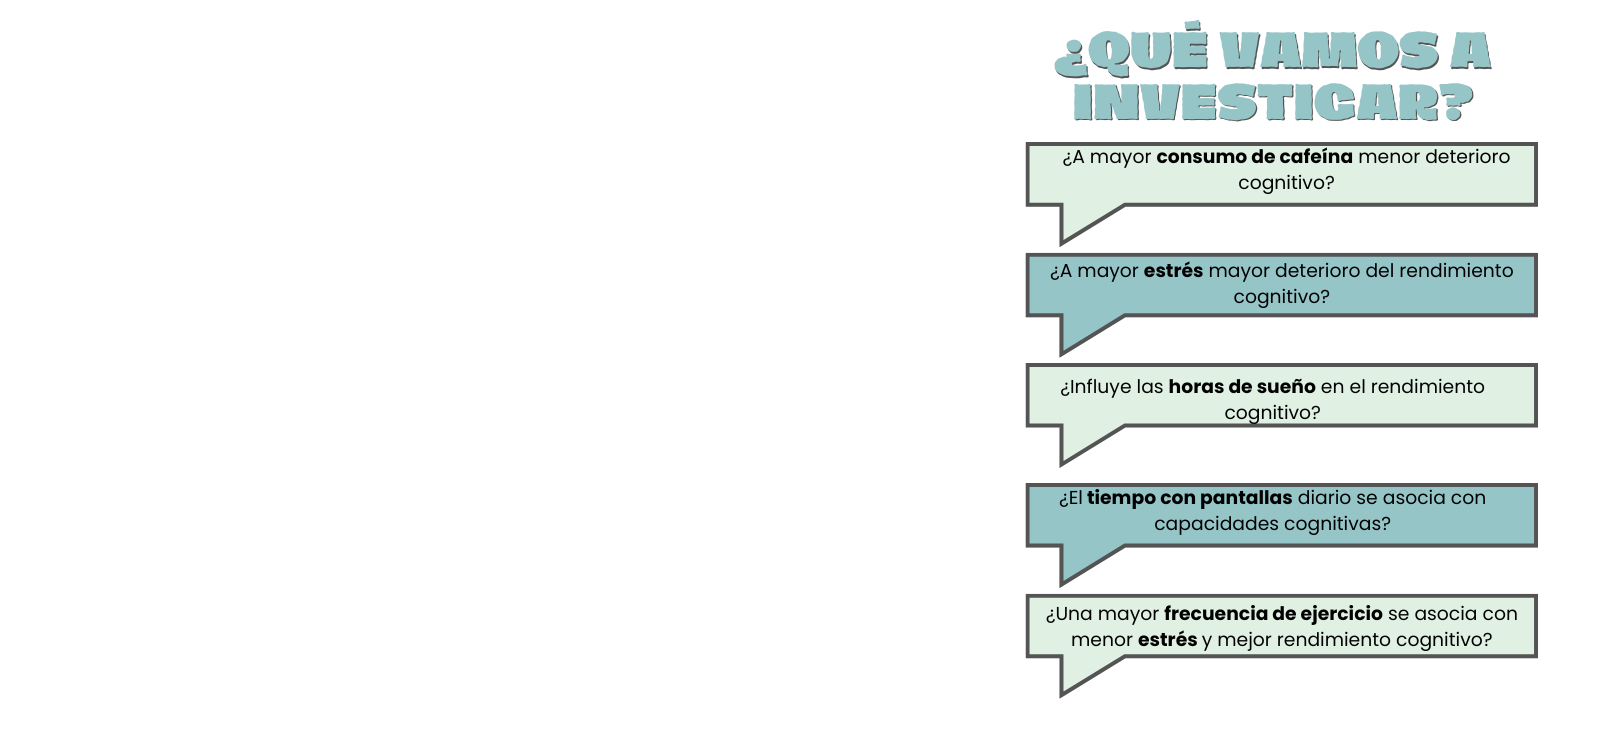 ¿QUÉ VAMOS A
INVESTIGAR?
¿A mayor consumo de cafeína menor deterioro
cognitivo?
¿A mayor estrés mayor deterioro del rendimiento
cognitivo?
¿Influye las horas de sueño en el rendimiento
cognitivo?
¿El tiempo con pantallas diario se asocia con
capacidades cognitivas?
¿Una mayor frecuencia de ejercicio se asocia con
menor estrés y mejor rendimiento cognitivo?